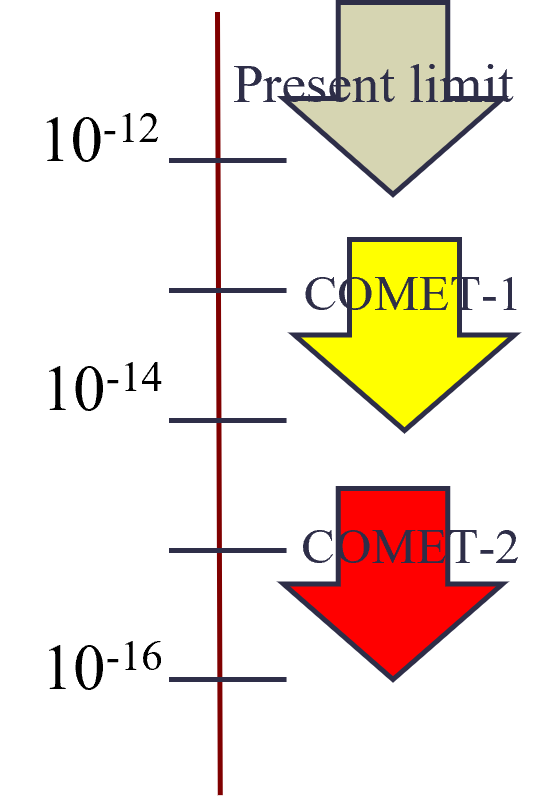 Present limit
10⁻¹²
COMET-1
10⁻¹⁴
COMET-2
10⁻¹⁶